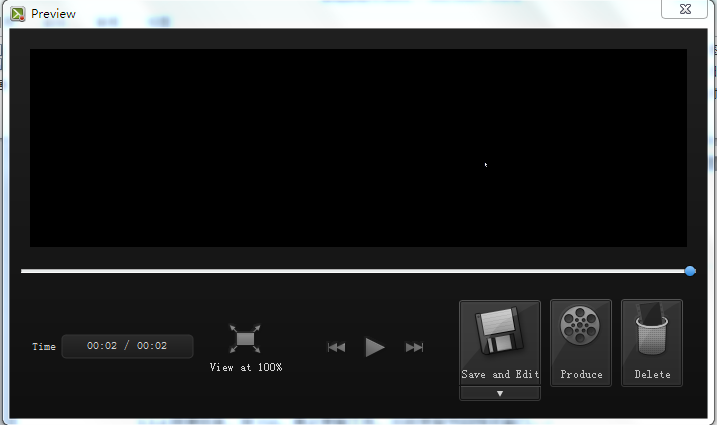 Preview
Time
00:02 / 00:02
View at 100%
Save and Edit
Produce
Delete